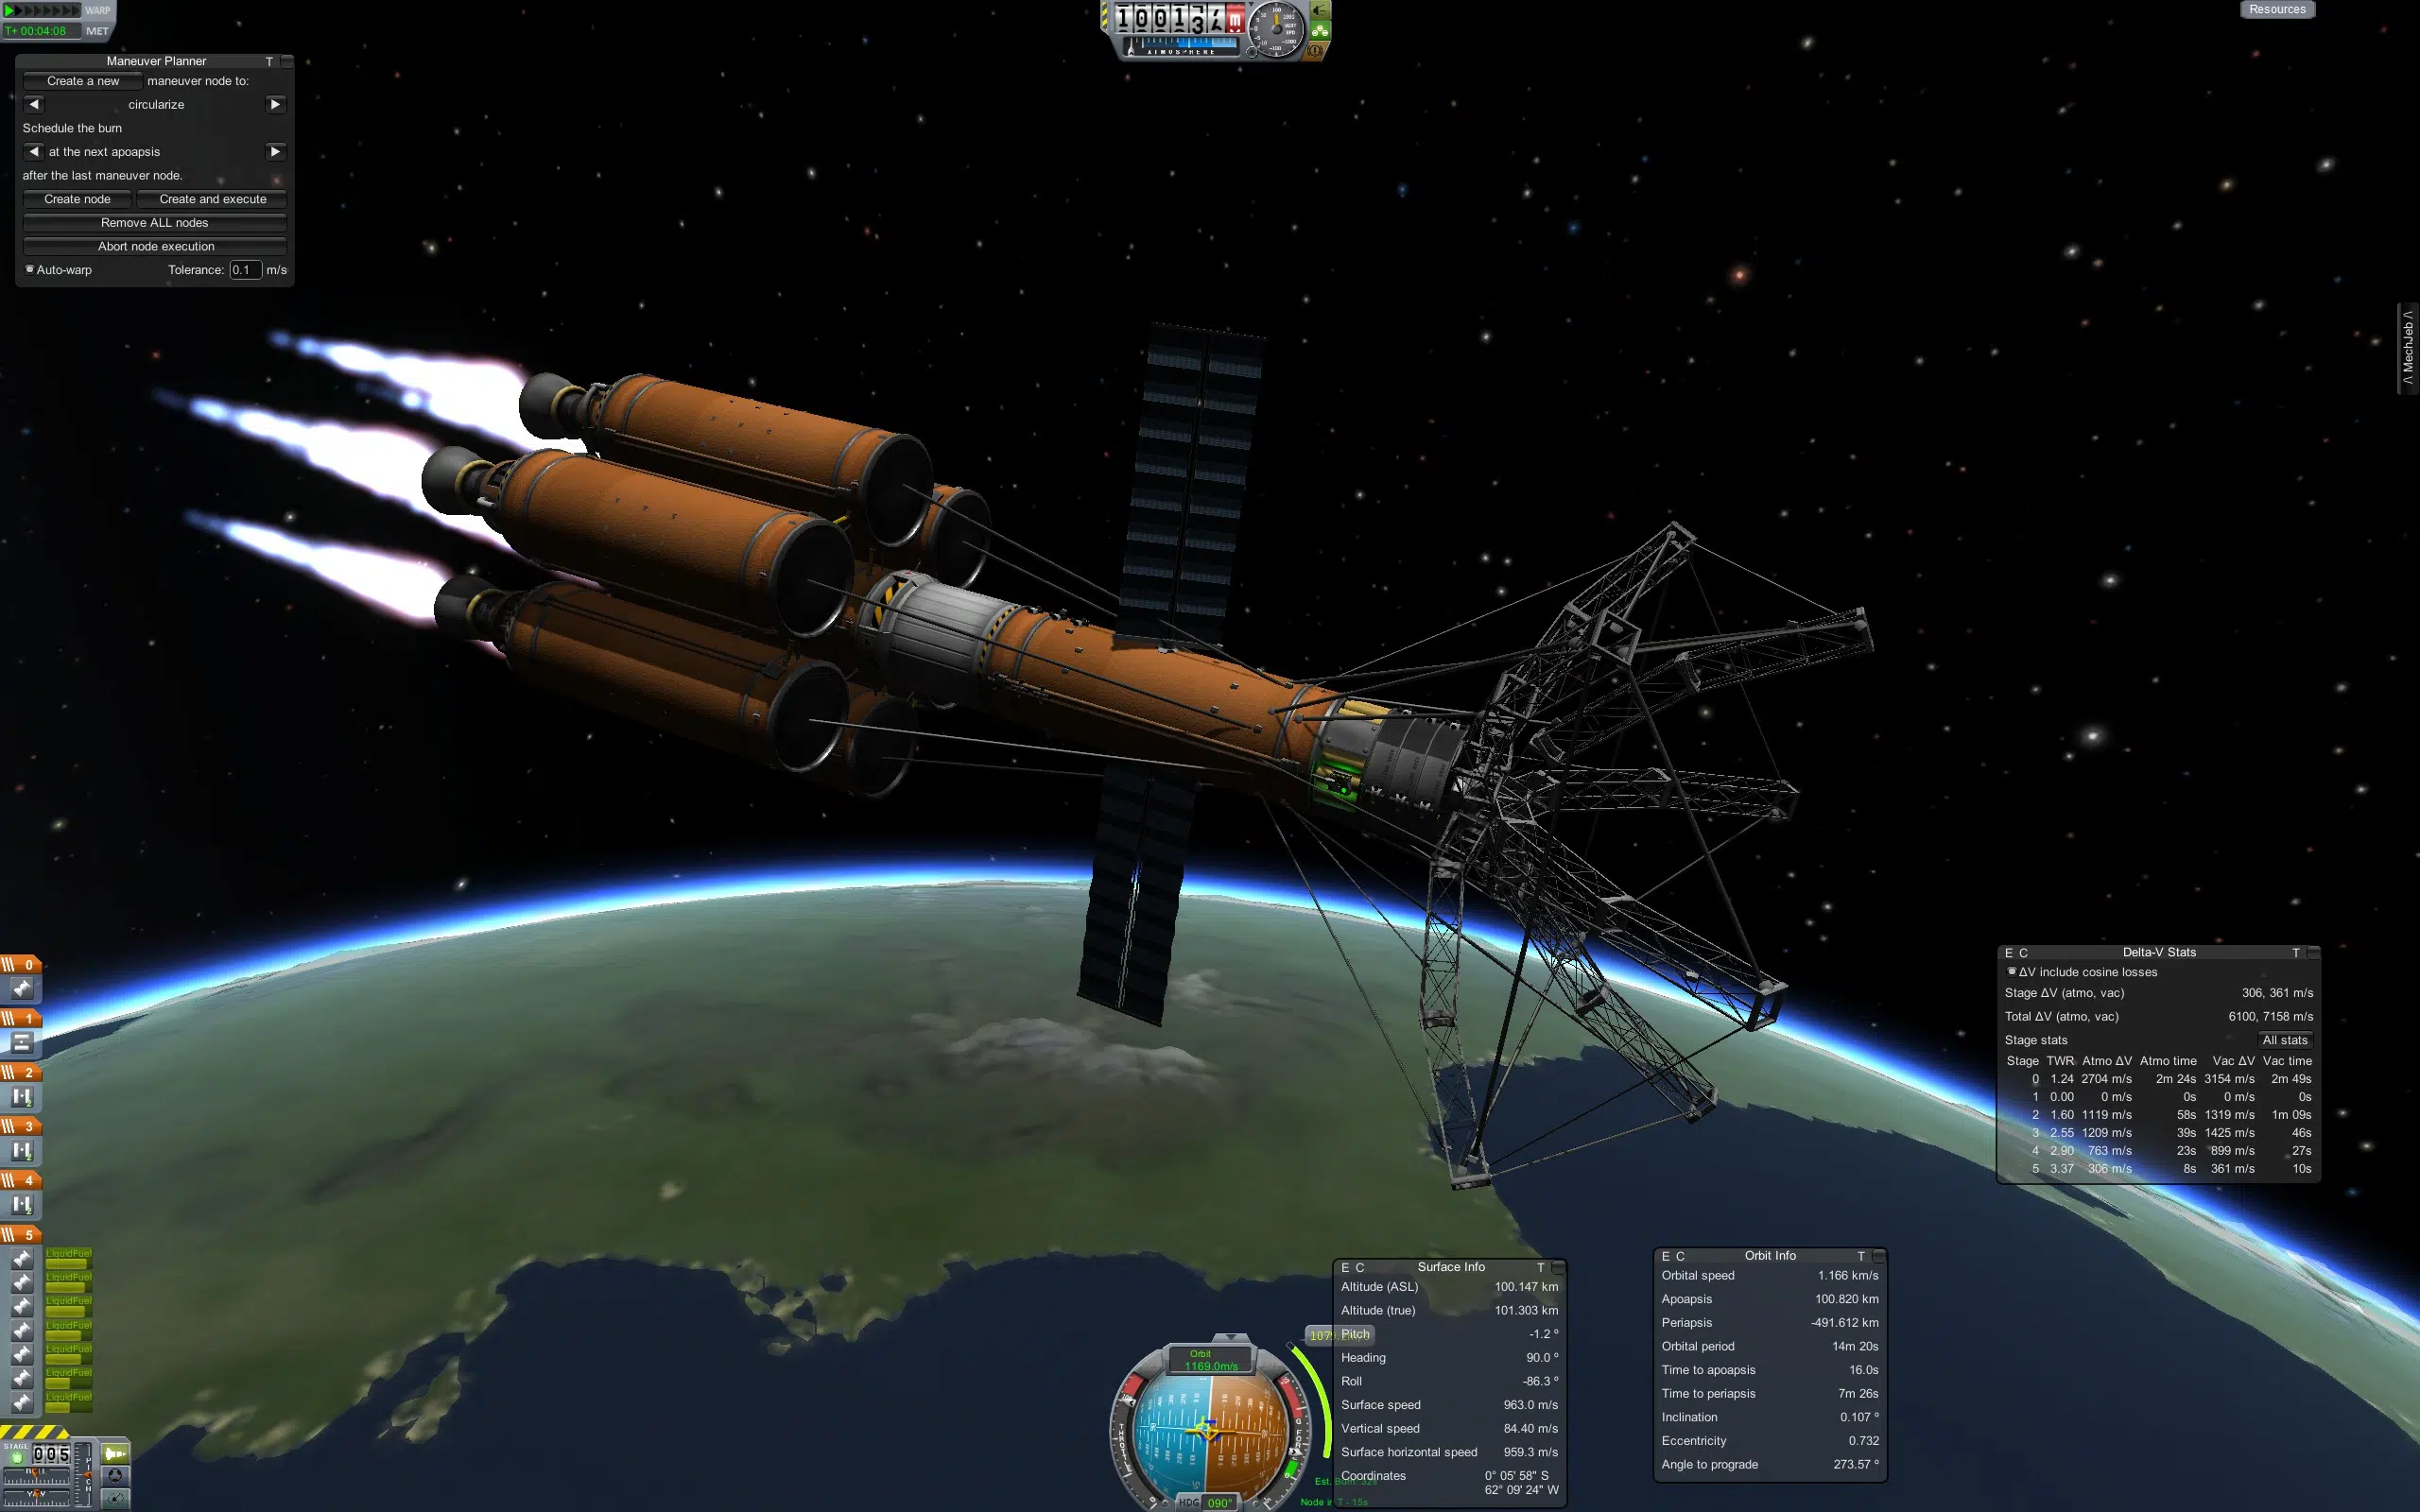 WARP
T+ 00:04:08 MET
Resources
ATMOSPHERE
Maneuver Planner T
Create a new maneuver node to:
circularize
Schedule the burn
at the next apoapsis
after the last maneuver node.
Create node Create and execute
Remove ALL nodes
Abort node execution
Auto-warp Tolerance: 0.1 m/s
/\ MechJeb /\
0
1
2
3
4
5
LiquidFuel
LiquidFuel
LiquidFuel
LiquidFuel
LiquidFuel
LiquidFuel
LiquidFuel
STAGE
005
ROLL
YAW
PITCH
E C Delta-V Stats T
ΔV include cosine losses
Stage ΔV (atmo, vac) 306, 361 m/s
Total ΔV (atmo, vac) 6100, 7158 m/s
Stage stats All stats
Stage TWR Atmo ΔV Atmo time Vac ΔV Vac time
0 1.24 2704 m/s 2m 24s 3154 m/s 2m 49s
1 0.00 0 m/s 0s 0 m/s 0s
2 1.60 1119 m/s 58s 1319 m/s 1m 09s
3 2.55 1209 m/s 39s 1425 m/s 46s
4 2.90 763 m/s 23s 899 m/s 27s
5 3.37 306 m/s 8s 361 m/s 10s
Orbit
1169.0m/s
HDG 090°
Node in T - 15s
E C Surface Info T
Altitude (ASL) 100.147 km
Altitude (true) 101.303 km
Pitch -1.2 º
Heading 90.0 º
Roll -86.3 º
Surface speed 963.0 m/s
Vertical speed 84.40 m/s
Surface horizontal speed 959.3 m/s
Coordinates 0° 05' 58" S
62° 09' 24" W
E C Orbit Info T
Orbital speed 1.166 km/s
Apoapsis 100.820 km
Periapsis -491.612 km
Orbital period 14m 20s
Time to apoapsis 16.0s
Time to periapsis 7m 26s
Inclination 0.107 º
Eccentricity 0.732
Angle to prograde 273.57 º